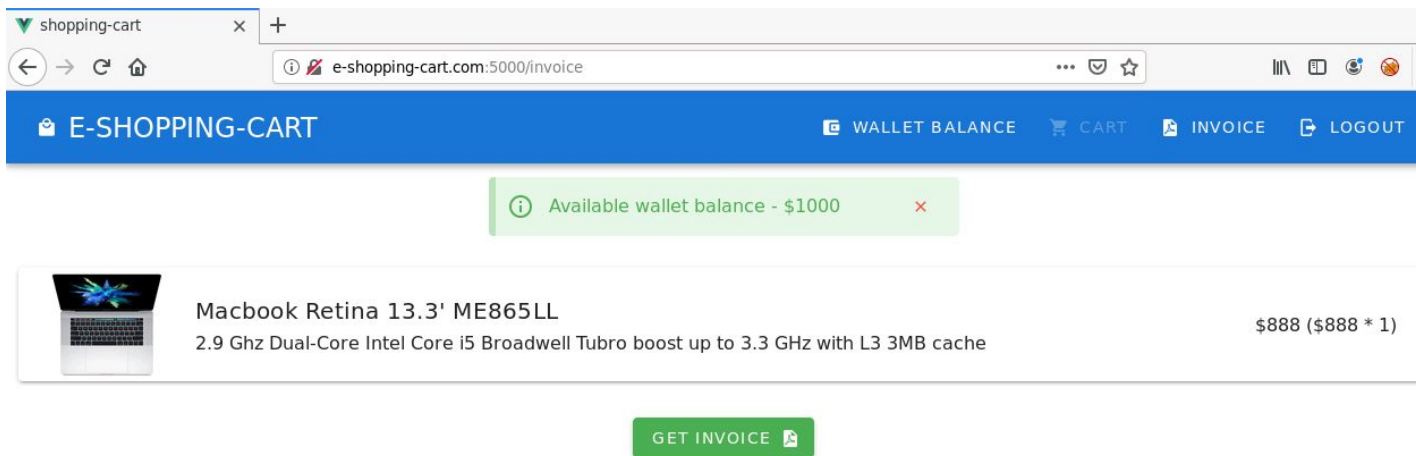 shopping-cart
e-shopping-cart.com:5000/invoice
E-SHOPPING-CART WALLET BALANCE CART INVOICE LOGOUT
Available wallet balance - $1000
Macbook Retina 13.3' ME865LL
2.9 Ghz Dual-Core Intel Core i5 Broadwell Tubro boost up to 3.3 GHz with L3 3MB cache
$888 ($888 * 1)
GET INVOICE